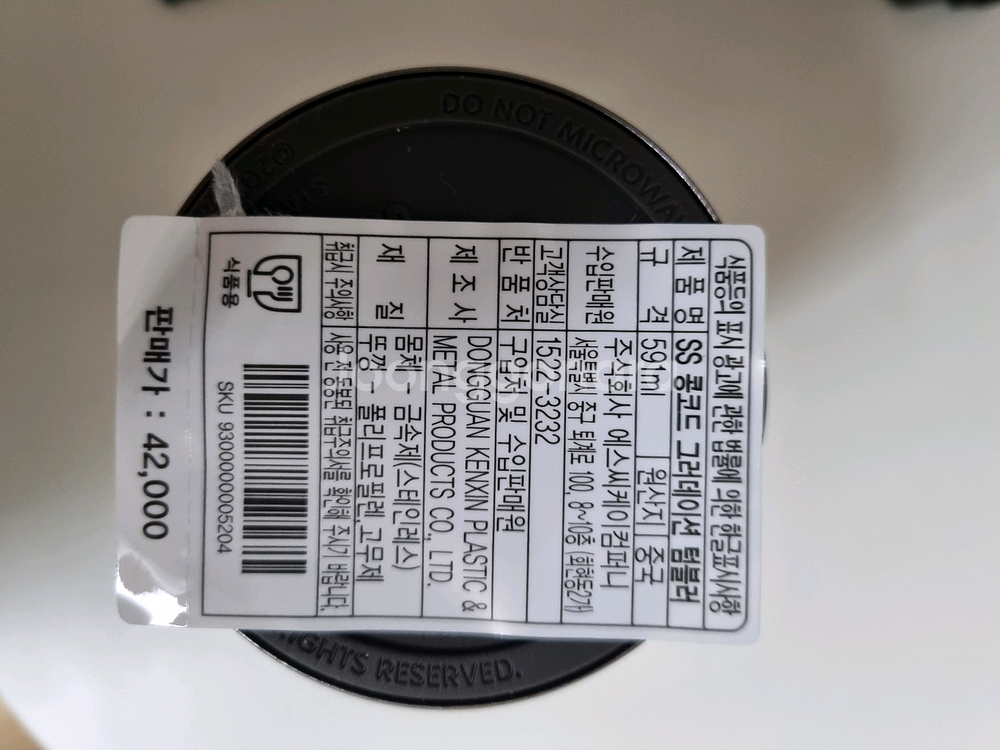 식품등의 표시 광고에 관한 법률에 의한 한글표시사항
제품명 SS 콩코드 그라데이션 텀블러
규격 591ml 원산지 중국
수입판매원 주식회사 에스씨케이컴퍼니
서울특별시 중구 퇴계로 100, 8~10층 (회현동2가)
고객상담실 1522-3232
반품처 구입처 및 수입판매원
제조사 DONGGUAN KENXIN PLASTIC &
METAL PRODUCTS CO., LTD.
재질 몸체 - 금속제(스테인레스)
뚜껑 - 폴리프로필렌, 고무제
취급시 주의사항 사용 전 동봉된 취급주의서를 확인해 주시기 바랍니다.
식품용
SKU 9300000005204
판매가 : 42,000
DO NOT MICROWAV
©20
STA
RIGHTS RESERVED.